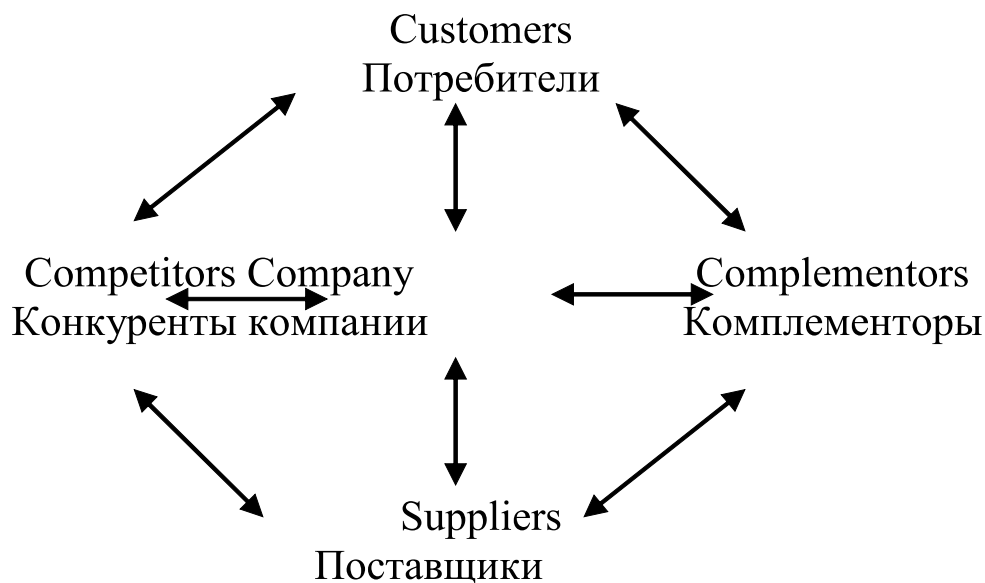 Customers
Потребители
Competitors Company
Complementors
Конкуренты компании
Комплементоры
Suppliers
Поставщики